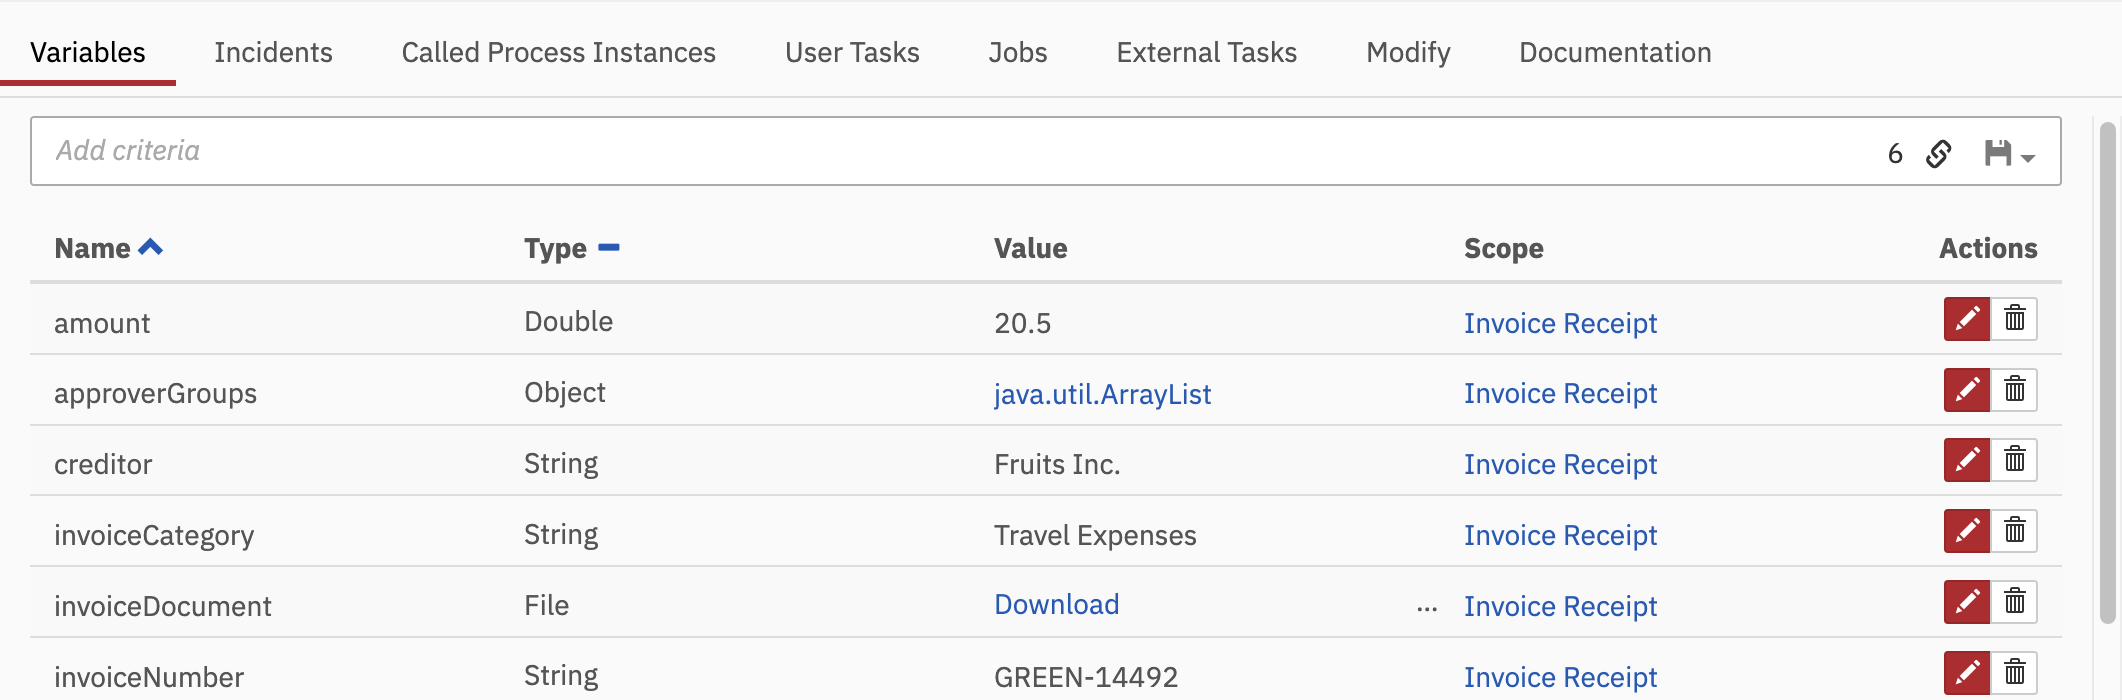 Variables Incidents Called Process Instances User Tasks Jobs External Tasks Modify Documentation
Add criteria 6
Name Type Value Scope Actions
amount Double 20.5 Invoice Receipt
approverGroups Object java.util.ArrayList Invoice Receipt
creditor String Fruits Inc. Invoice Receipt
invoiceCategory String Travel Expenses Invoice Receipt
invoiceDocument File Download ... Invoice Receipt
invoiceNumber String GREEN-14492 Invoice Receipt